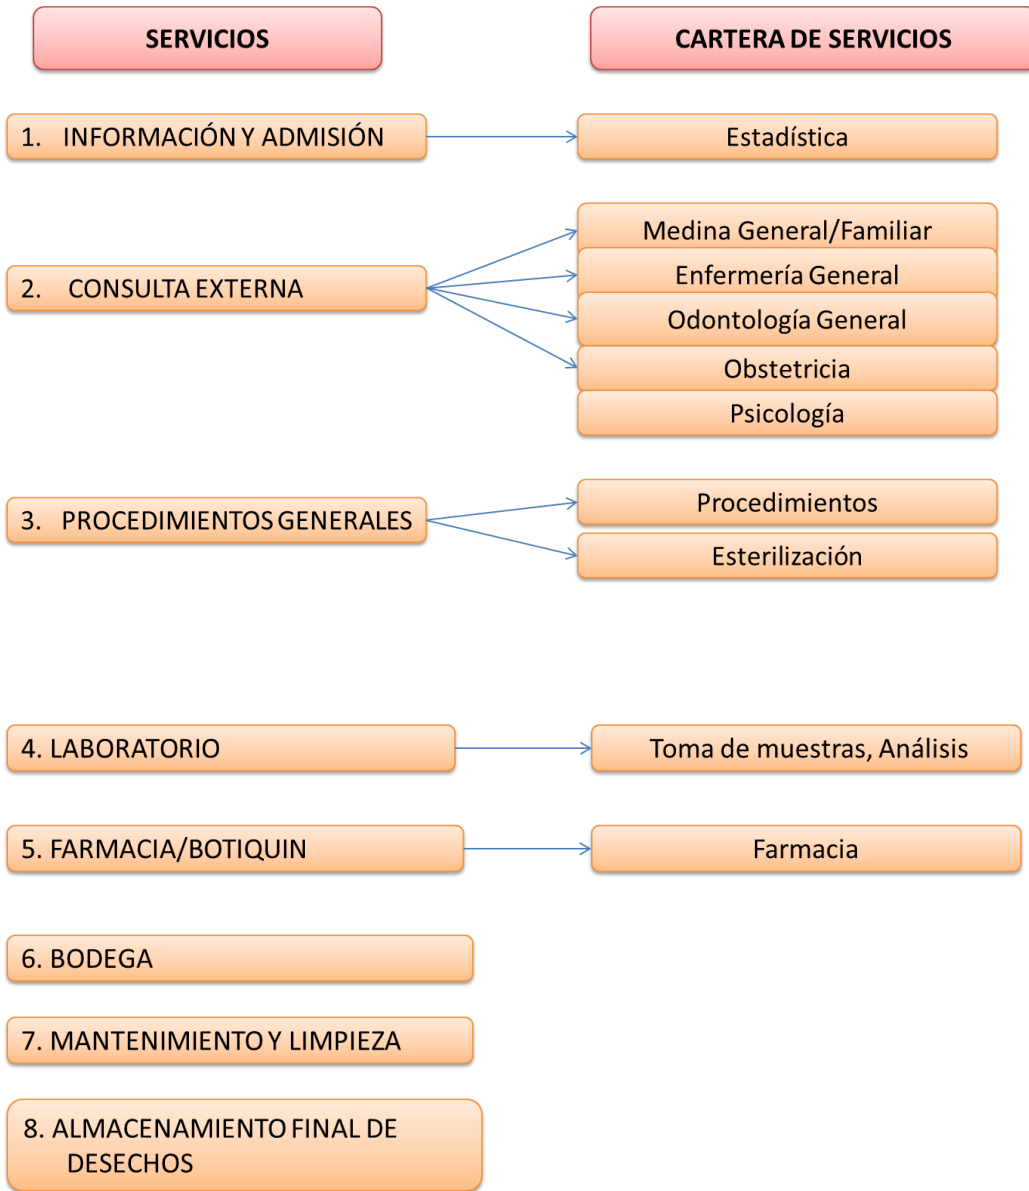 SERVICIOS
CARTERA DE SERVICIOS
1. INFORMACIÓN Y ADMISIÓN
Estadística
2. CONSULTA EXTERNA
Medina General/Familiar
Enfermería General
Odontología General
Obstetricia
Psicología
3. PROCEDIMIENTOS GENERALES
Procedimientos
Esterilización
4. LABORATORIO
Toma de muestras, Análisis
5. FARMACIA/BOTIQUIN
Farmacia
6. BODEGA
7. MANTENIMIENTO Y LIMPIEZA
8. ALMACENAMIENTO FINAL DE
DESECHOS